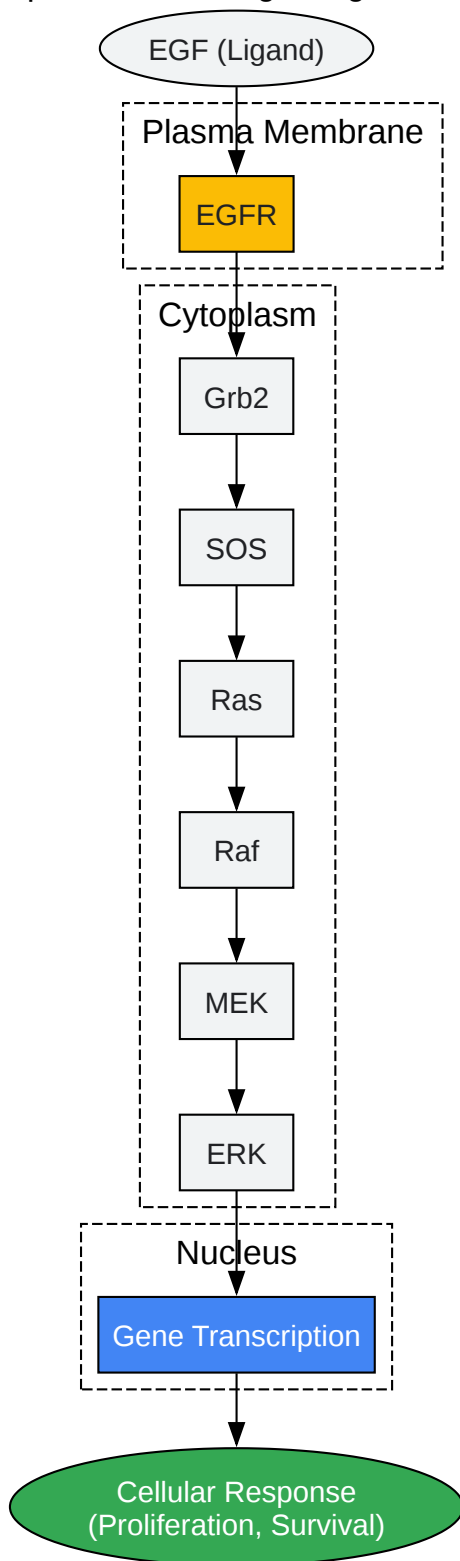 EGF (Ligand)
Plasma Membrane
EGFR
Cytoplasm
Grb2
SOS
Ras
Raf
MEK
ERK
Nucleus
Gene Transcription
Cellular Response
(Proliferation, Survival)